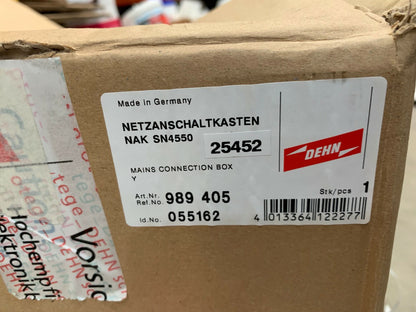 Made in Germany
NETZANSCHALTKASTEN
NAK SN4550
25452
DEHN
MAINS CONNECTION BOX
Y
Art.Nr.
Ref.No. 989 405
Stk/pcs 1
Id.No. 055162
4 013364 122277
Vorsic
Hochempfi
lektronikb